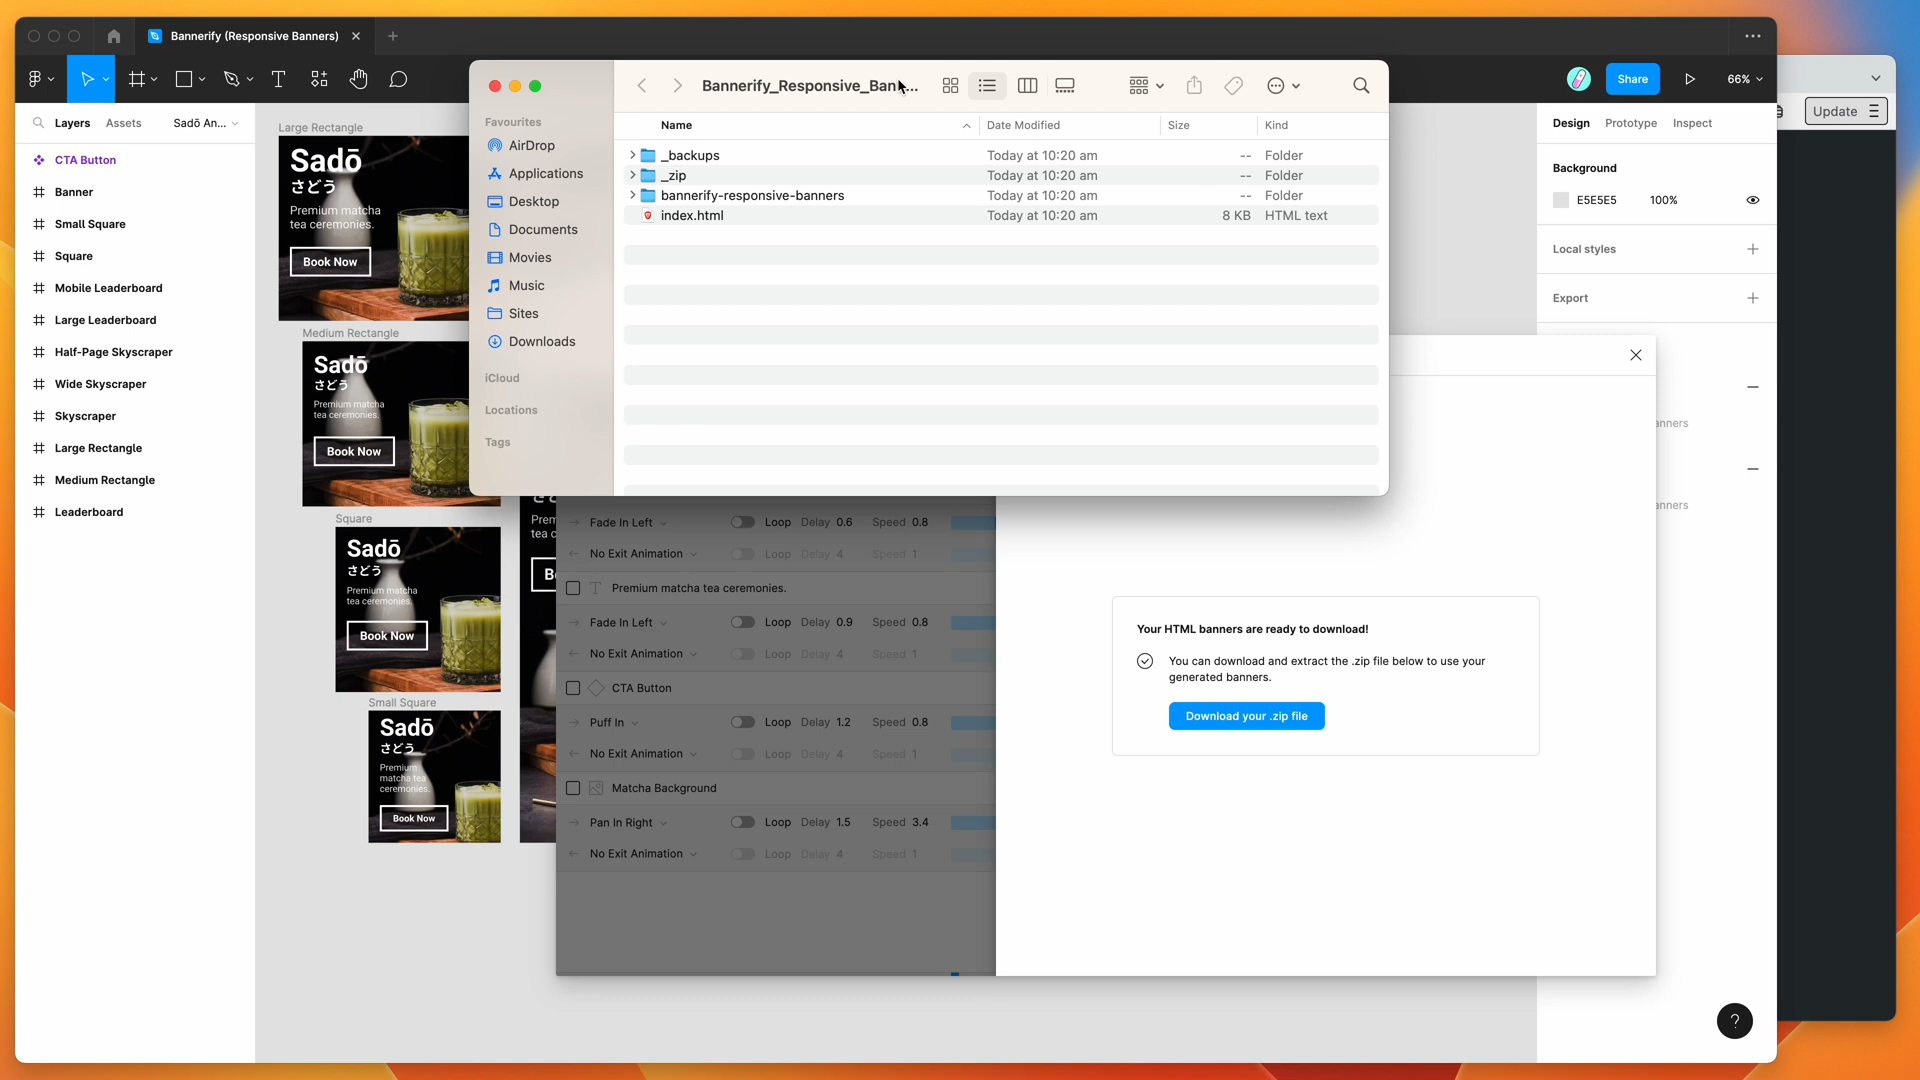 Bannerify (Responsive Banners)
Share
66%
Update
Layers
Assets
Sadō An...
CTA Button
Banner
Small Square
Square
Mobile Leaderboard
Large Leaderboard
Half-Page Skyscraper
Wide Skyscraper
Skyscraper
Large Rectangle
Medium Rectangle
Leaderboard
Large Rectangle
Sadō
さどう
Premium matcha
tea ceremonies.
Book Now
Medium Rectangle
Sadō
さどう
Premium matcha
tea ceremonies.
Book Now
Square
Sadō
さどう
Premium matcha
tea ceremonies.
Book Now
Small Square
Sadō
さどう
Premium
matcha tea
ceremonies.
Book Now
Bannerify_Responsive_Ban...
Favourites
AirDrop
Applications
Desktop
Documents
Movies
Music
Sites
Downloads
iCloud
Locations
Tags
Name Date Modified Size Kind
_backups Today at 10:20 am -- Folder
_zip Today at 10:20 am -- Folder
bannerify-responsive-banners Today at 10:20 am -- Folder
index.html Today at 10:20 am 8 KB HTML text
Fade In Left Loop Delay 0.6 Speed 0.8
No Exit Animation Loop Delay 4 Speed 1
Premium matcha tea ceremonies.
Fade In Left Loop Delay 0.9 Speed 0.8
No Exit Animation Loop Delay 4 Speed 1
CTA Button
Puff In Loop Delay 1.2 Speed 0.8
No Exit Animation Loop Delay 4 Speed 1
Matcha Background
Pan In Right Loop Delay 1.5 Speed 3.4
No Exit Animation Loop Delay 4 Speed 1
Your HTML banners are ready to download!
You can download and extract the .zip file below to use your
generated banners.
Download your .zip file
Design
Prototype
Inspect
Background
E5E5E5 100%
Local styles
Export
anners
anners
?